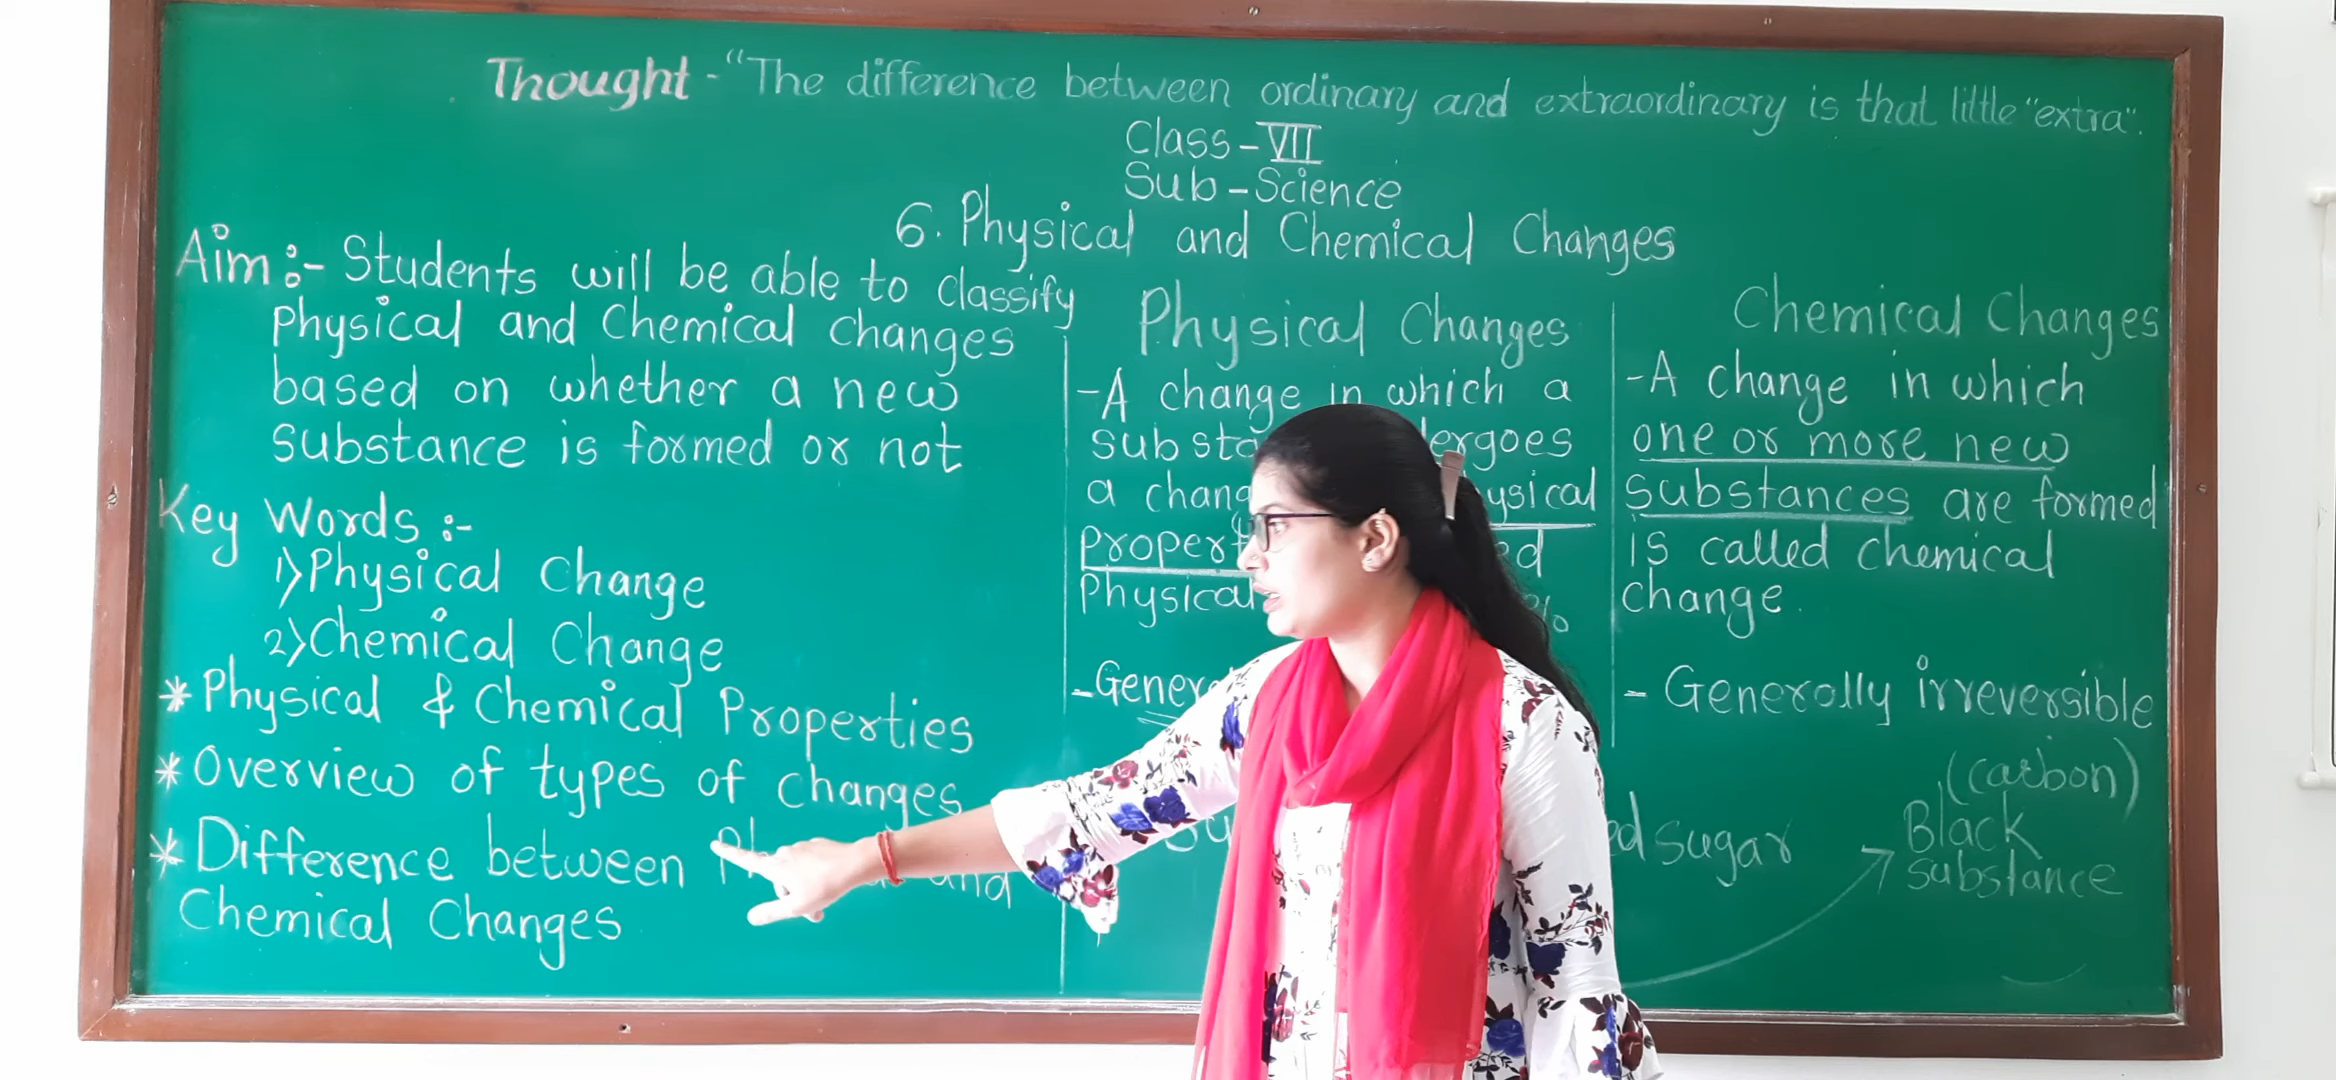 Thought - "The difference between ordinary and extraordinary is that little "extra".
Class - VII
Sub - Science
6. Physical and Chemical Changes
Aim :- Students will be able to classify
Physical and Chemical changes
based on whether a new
substance is formed or not
Key Words :-
1) Physical Change
2) Chemical Change
* Physical & Chemical Properties
* Overview of types of changes
* Difference between and
Chemical Changes
Physical Changes
- A change in which a
a
Physical
Chemical Changes
- A change in which
one or more new
substances are formed
is called chemical
change.
- Generally irreversible
(carbon)
Black
substance
sugar